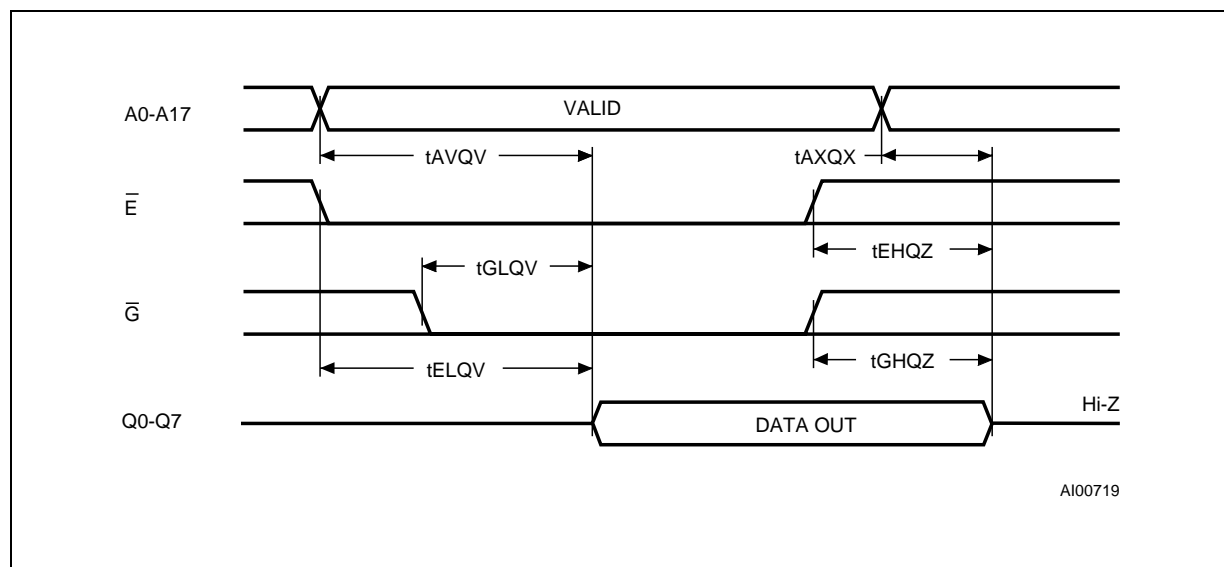 A0-A17
VALID
tAVQV
tAXQX
E̅
tEHQZ
tGLQV
G̅
tGHQZ
tELQV
Hi-Z
Q0-Q7
DATA OUT
AI00719